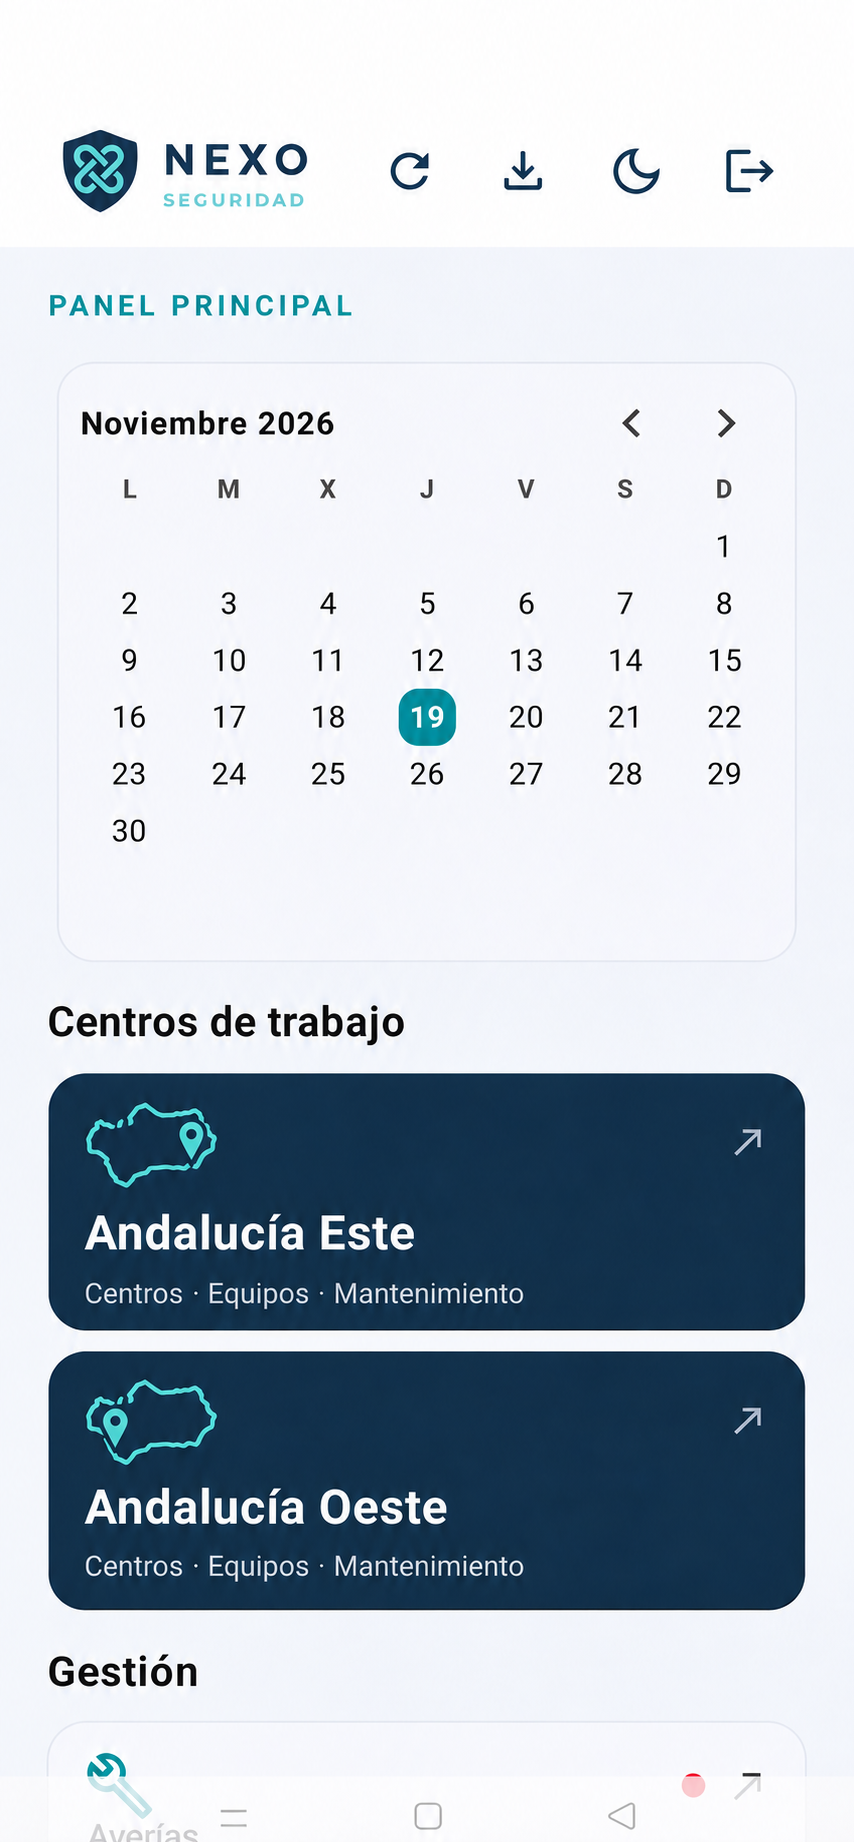 NEXO
SEGURIDAD
PANEL PRINCIPAL
Noviembre 2026
L M X J V S D
1
2 3 4 5 6 7 8
9 10 11 12 13 14 15
16 17 18 19 20 21 22
23 24 25 26 27 28 29
30
Centros de trabajo
Andalucía Este
Centros · Equipos · Mantenimiento
Andalucía Oeste
Centros · Equipos · Mantenimiento
Gestión
Averías